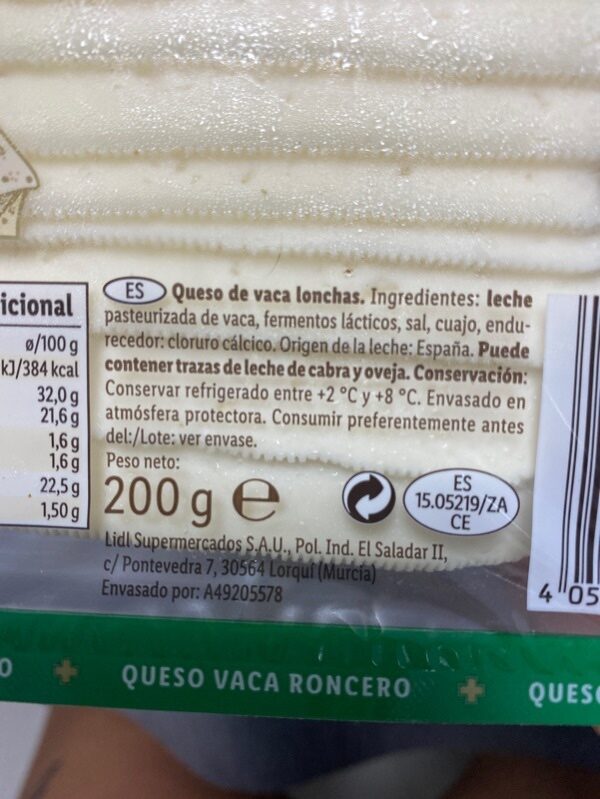 icional
ø/100 g
kJ/384 kcal
32,0 g
21,6 g
1,6 g
1,6 g
22,5 g
1,50 g
ES Queso de vaca lonchas. Ingredientes: leche
pasteurizada de vaca, fermentos lácticos, sal, cuajo, endu-
recedor: cloruro cálcico. Origen de la leche: España. Puede
contener trazas de leche de cabra y oveja. Conservación:
Conservar refrigerado entre +2 °C y +8 °C. Envasado en
atmósfera protectora. Consumir preferentemente antes
del:/Lote: ver envase.
Peso neto:
200 g ℮
ES
15.05219/ZA
CE
Lidl Supermercados S.A.U., Pol. Ind. El Saladar II,
c/ Pontevedra 7, 30564 Lorquí (Murcia)
Envasado por: A49205578
4 05
O QUESO VACA RONCERO QUES